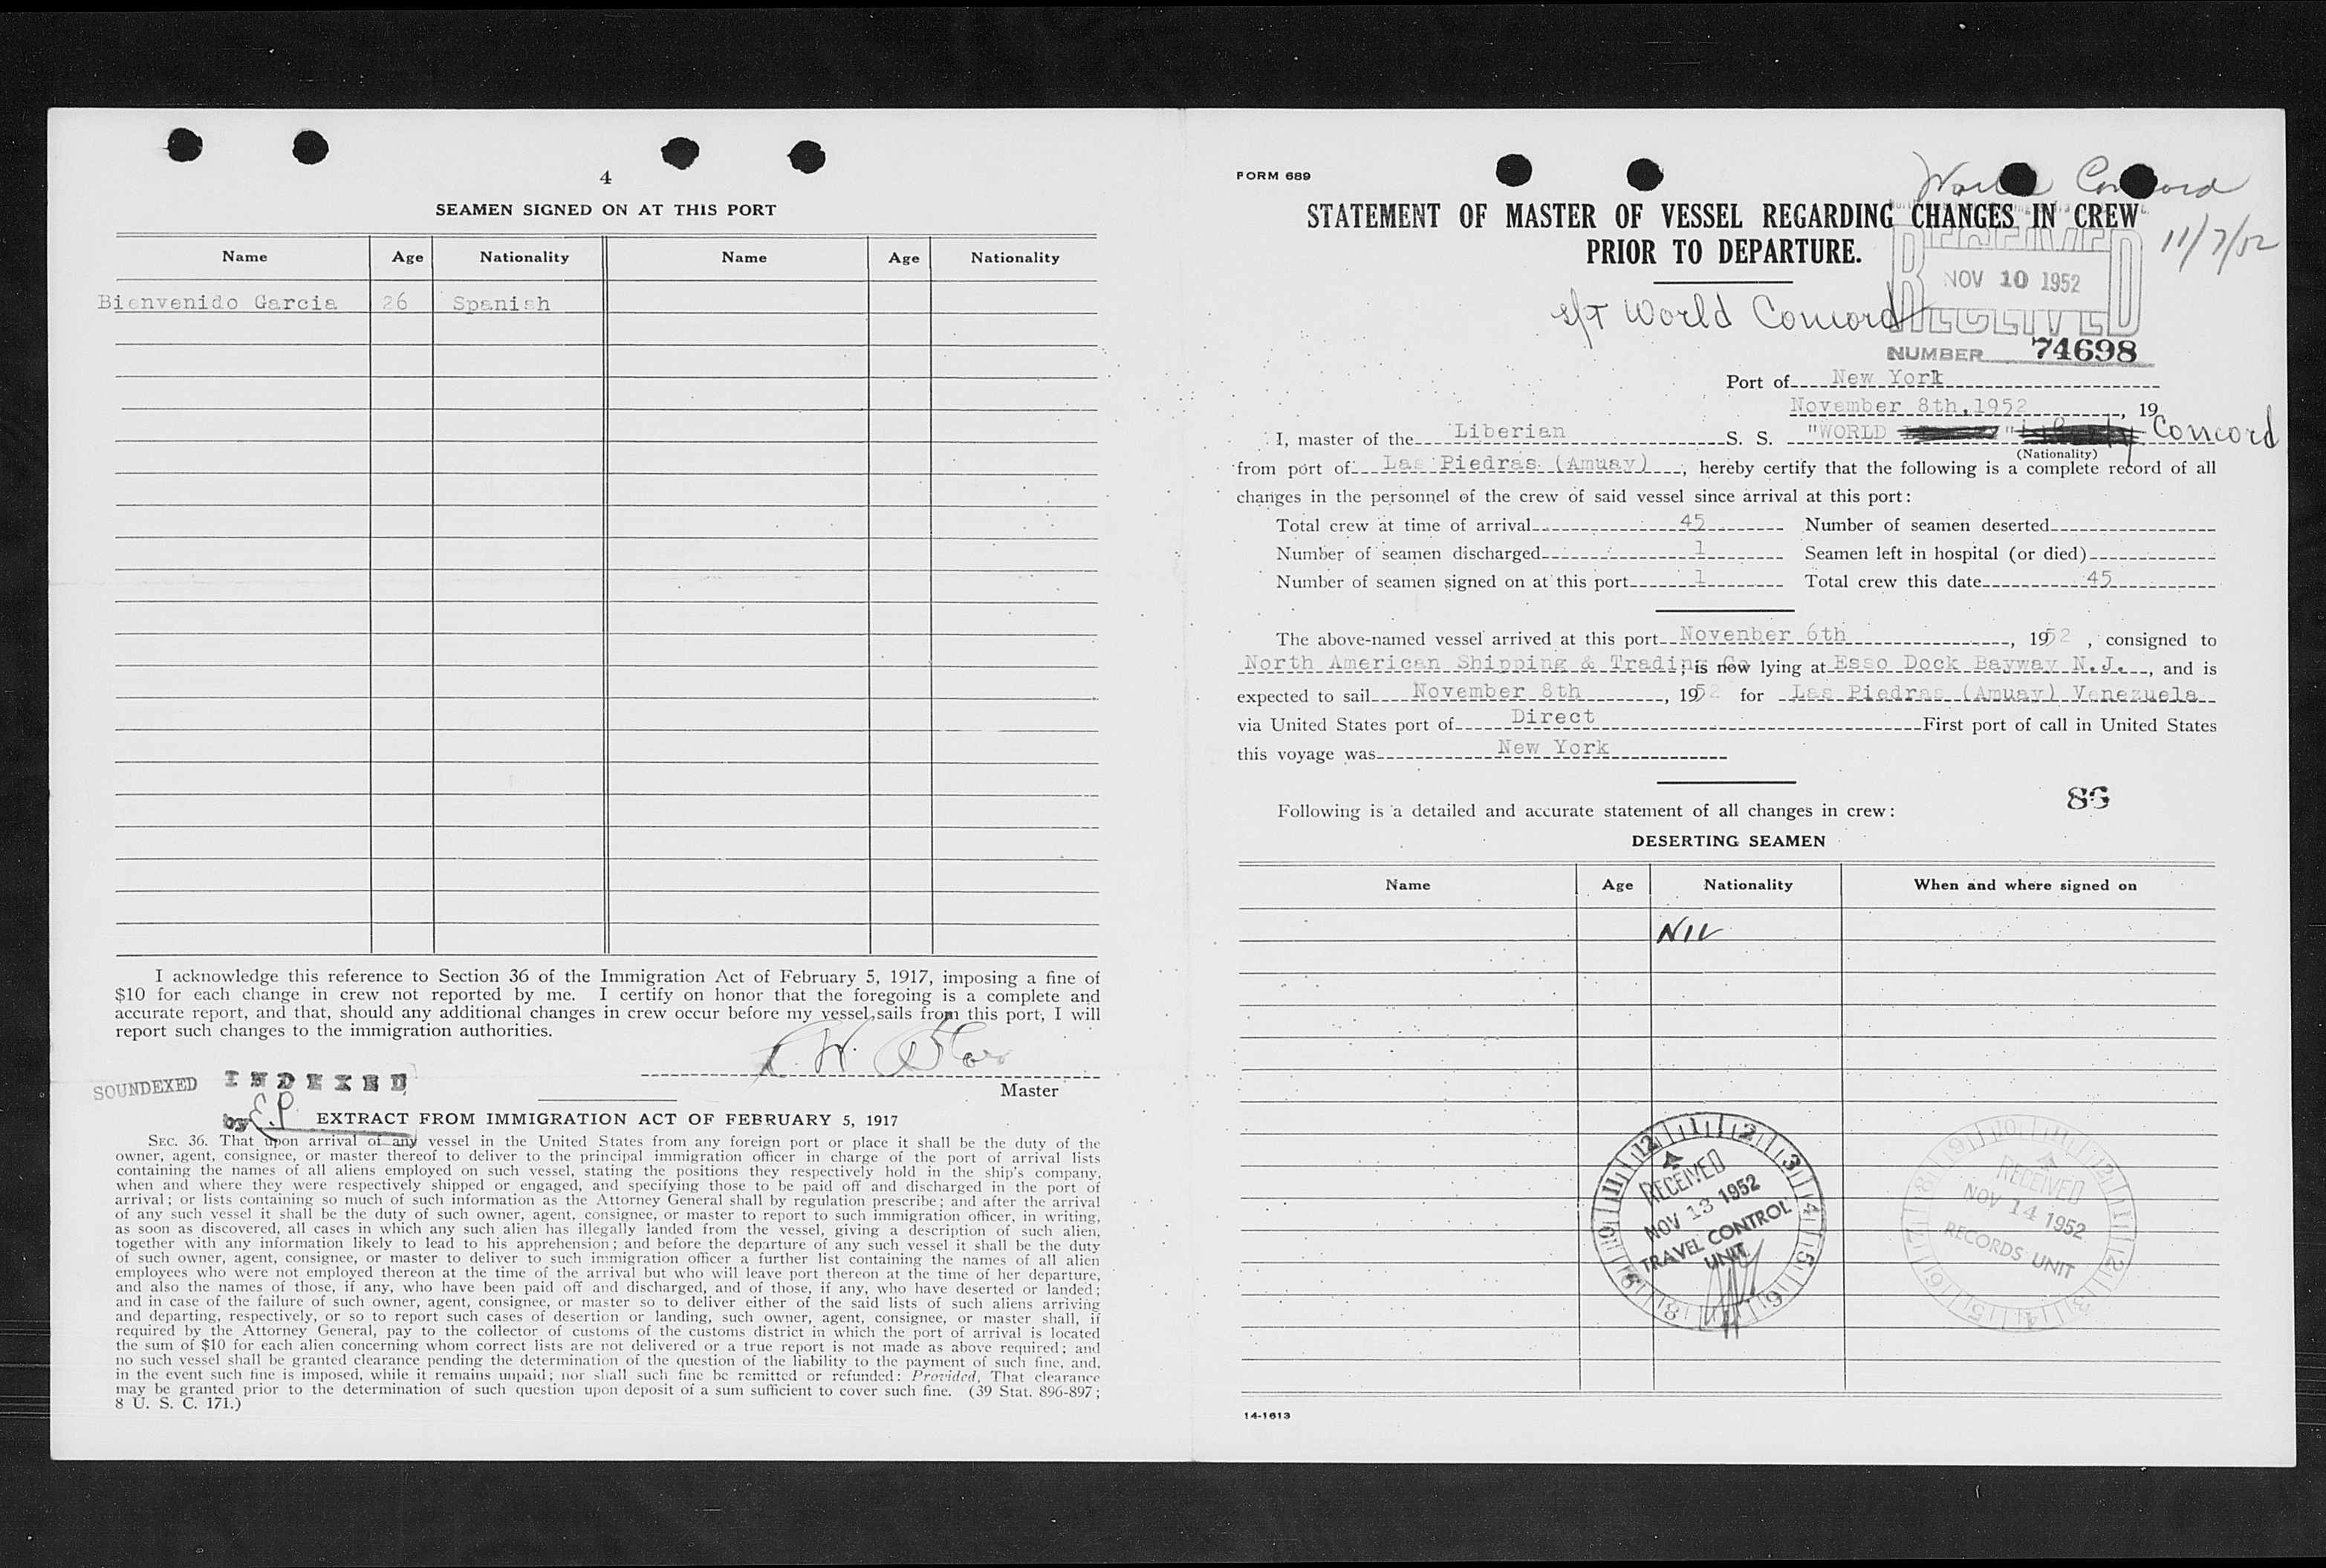 4
SEAMEN SIGNED ON AT THIS PORT
Name Age Nationality Name Age Nationality
Bienvenido Garcia 26 Spanish
I acknowledge this reference to Section 36 of the Immigration Act of February 5, 1917, imposing a fine of
$10 for each change in crew not reported by me. I certify on honor that the foregoing is a complete and
accurate report, and that, should any additional changes in crew occur before my vessel sails from this port, I will
report such changes to the immigration authorities.
Master
SOUNDEXED INDEXED
by E.P.
EXTRACT FROM IMMIGRATION ACT OF FEBRUARY 5, 1917
SEC. 36. That upon arrival of any vessel in the United States from any foreign port or place it shall be the duty of the
owner, agent, consignee, or master thereof to deliver to the principal immigration officer in charge of the port of arrival lists
containing the names of all aliens employed on such vessel, stating the positions they respectively hold in the ship's company,
when and where they were respectively shipped or engaged, and specifying those to be paid off and discharged in the port of
arrival; or lists containing so much of such information as the Attorney General shall by regulation prescribe; and after the arrival
of any such vessel it shall be the duty of such owner, agent, consignee, or master to report to such immigration officer, in writing,
as soon as discovered, all cases in which any such alien has illegally landed from the vessel, giving a description of such alien,
together with any information likely to lead to his apprehension; and before the departure of any such vessel it shall be the duty
of such owner, agent, consignee, or master to deliver to such immigration officer a further list containing the names of all alien
employees who were not employed thereon at the time of the arrival but who will leave port thereon at the time of her departure,
and also the names of those, if any, who have been paid off and discharged, and of those, if any, who have deserted or landed;
and in case of the failure of such owner, agent, consignee, or master so to deliver either of the said lists of such aliens arriving
and departing, respectively, or so to report such cases of desertion or landing, such owner, agent, consignee, or master shall, if
required by the Attorney General, pay to the collector of customs of the customs district in which the port of arrival is located
the sum of $10 for each alien concerning whom correct lists are not delivered or a true report is not made as above required; and
no such vessel shall be granted clearance pending the determination of the question of the liability to the payment of such fine, and,
in the event such fine is imposed, while it remains unpaid; nor shall such fine be remitted or refunded: Provided, That clearance
may be granted prior to the determination of such question upon deposit of a sum sufficient to cover such fine. (39 Stat. 896-897;
8 U. S. C. 171.)
FORM 689
World Concord
11/7/52
STATEMENT OF MASTER OF VESSEL REGARDING CHANGES IN CREW
PRIOR TO DEPARTURE.
RECEIVED
NOV 10 1952
RECEIVED
s/T World Concord
NUMBER 74698
Port of New York
November 8th, 1952, 19
I, master of the Liberian S. S. "WORLD " Concord
(Nationality)
from port of Las Piedras (Amuay), hereby certify that the following is a complete record of all
changes in the personnel of the crew of said vessel since arrival at this port:
Total crew at time of arrival 45 Number of seamen deserted
Number of seamen discharged 1 Seamen left in hospital (or died)
Number of seamen signed on at this port 1 Total crew this date 45
The above-named vessel arrived at this port Novenber 6th, 1952, consigned to
North American Shipping & Trading Co; is now lying at Esso Dock Bayway N.J., and is
expected to sail November 8th, 1952 for Las Piedras (Amuay) Venezuela
via United States port of Direct First port of call in United States
this voyage was New York
86
Following is a detailed and accurate statement of all changes in crew:
DESERTING SEAMEN
Name Age Nationality When and where signed on
NIL
RECEIVED
NOV 13 1952
TRAVEL CONTROL
UNIT
RECEIVED
NOV 14 1952
RECORDS UNIT
14-1613